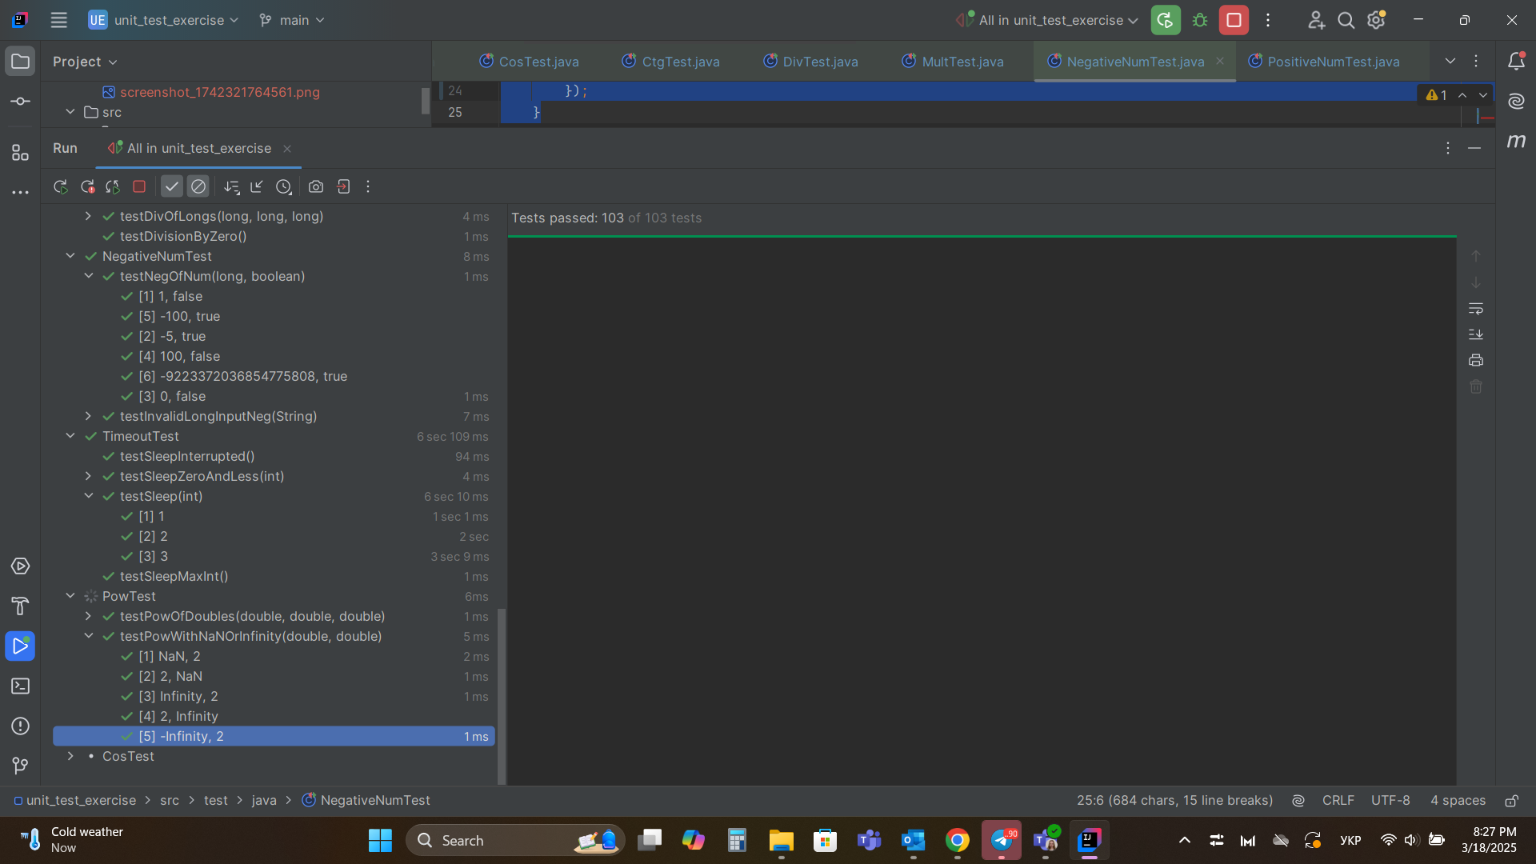 UE unit_test_exercise main All in unit_test_exercise
Project CosTest.java CtgTest.java DivTest.java MultTest.java NegativeNumTest.java PositiveNumTest.java
screenshot_1742321764561.png 24 }); 1
src 25 }
Run All in unit_test_exercise
testDivOfLongs(long, long, long) 4 ms Tests passed: 103 of 103 tests
testDivisionByZero() 1 ms
NegativeNumTest 8 ms
testNegOfNum(long, boolean) 1 ms
[1] 1, false
[5] -100, true
[2] -5, true
[4] 100, false
[6] -9223372036854775808, true
[3] 0, false 1 ms
testInvalidLongInputNeg(String) 7 ms
TimeoutTest 6 sec 109 ms
testSleepInterrupted() 94 ms
testSleepZeroAndLess(int) 4 ms
testSleep(int) 6 sec 10 ms
[1] 1 1 sec 1 ms
[2] 2 2 sec
[3] 3 3 sec 9 ms
testSleepMaxInt() 1 ms
PowTest 6ms
testPowOfDoubles(double, double, double) 1 ms
testPowWithNaNOrInfinity(double, double) 5 ms
[1] NaN, 2 2 ms
[2] 2, NaN 1 ms
[3] Infinity, 2 1 ms
[4] 2, Infinity
[5] -Infinity, 2 1 ms
CosTest
unit_test_exercise > src > test > java > NegativeNumTest 25:6 (684 chars, 15 line breaks) CRLF UTF-8 4 spaces
Cold weather
Now
Search
90
УКР
8:27 PM
3/18/2025
m